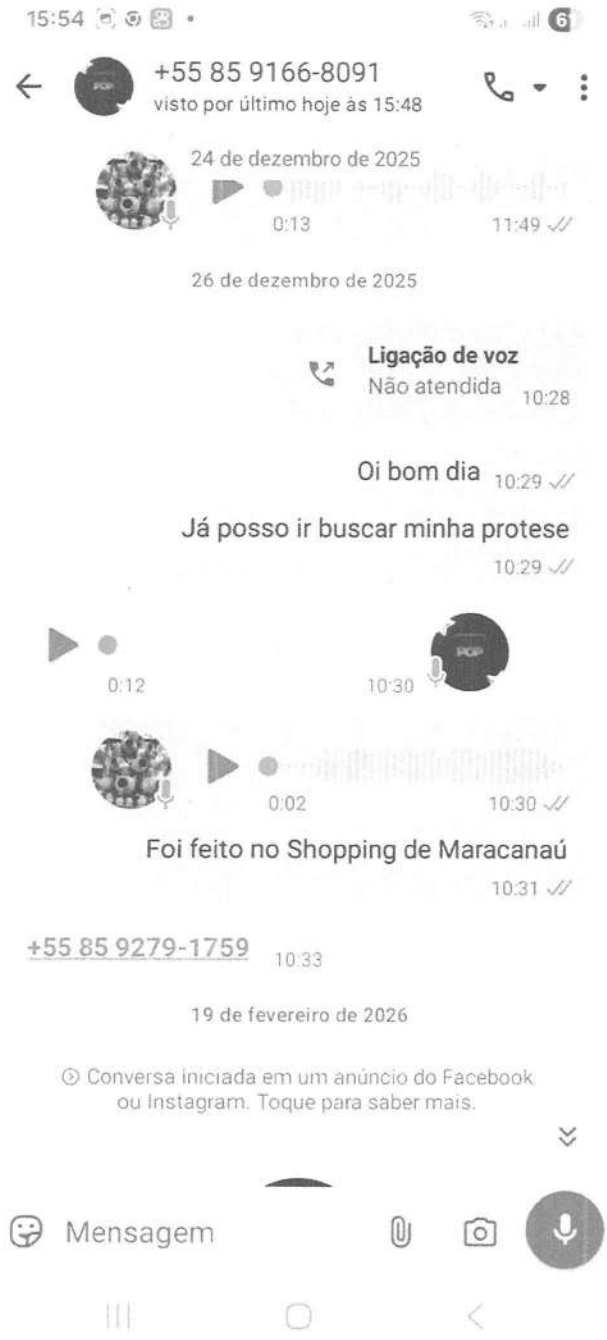 15:54
6
+55 85 9166-8091
visto por último hoje às 15:48
24 de dezembro de 2025
0:13 11:49
26 de dezembro de 2025
Ligação de voz
Não atendida 10:28
Oi bom dia 10:29
Já posso ir buscar minha protese
10:29
POP
0:12 10:30
0:02 10:30
Foi feito no Shopping de Maracanaú
10:31
+55 85 9279-1759 10:33
19 de fevereiro de 2026
Conversa iniciada em um anúncio do Facebook
ou Instagram. Toque para saber mais.
Mensagem